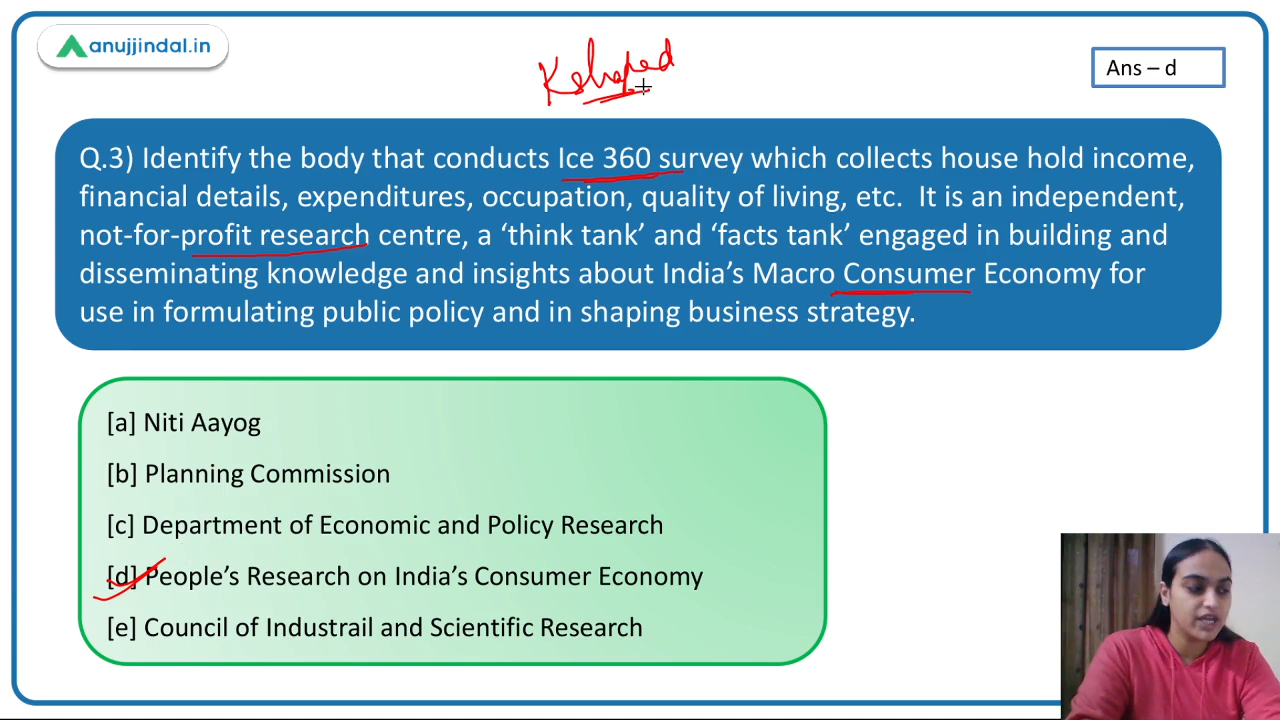 anujjindal.in
K shaped
Ans – d
Q.3) Identify the body that conducts Ice 360 survey which collects house hold income,
financial details, expenditures, occupation, quality of living, etc.  It is an independent,
not-for-profit research centre, a ‘think tank’ and ‘facts tank’ engaged in building and
disseminating knowledge and insights about India’s Macro Consumer Economy for
use in formulating public policy and in shaping business strategy.
[a] Niti Aayog
[b] Planning Commission
[c] Department of Economic and Policy Research
[d] People’s Research on India’s Consumer Economy
[e] Council of Industrail and Scientific Research